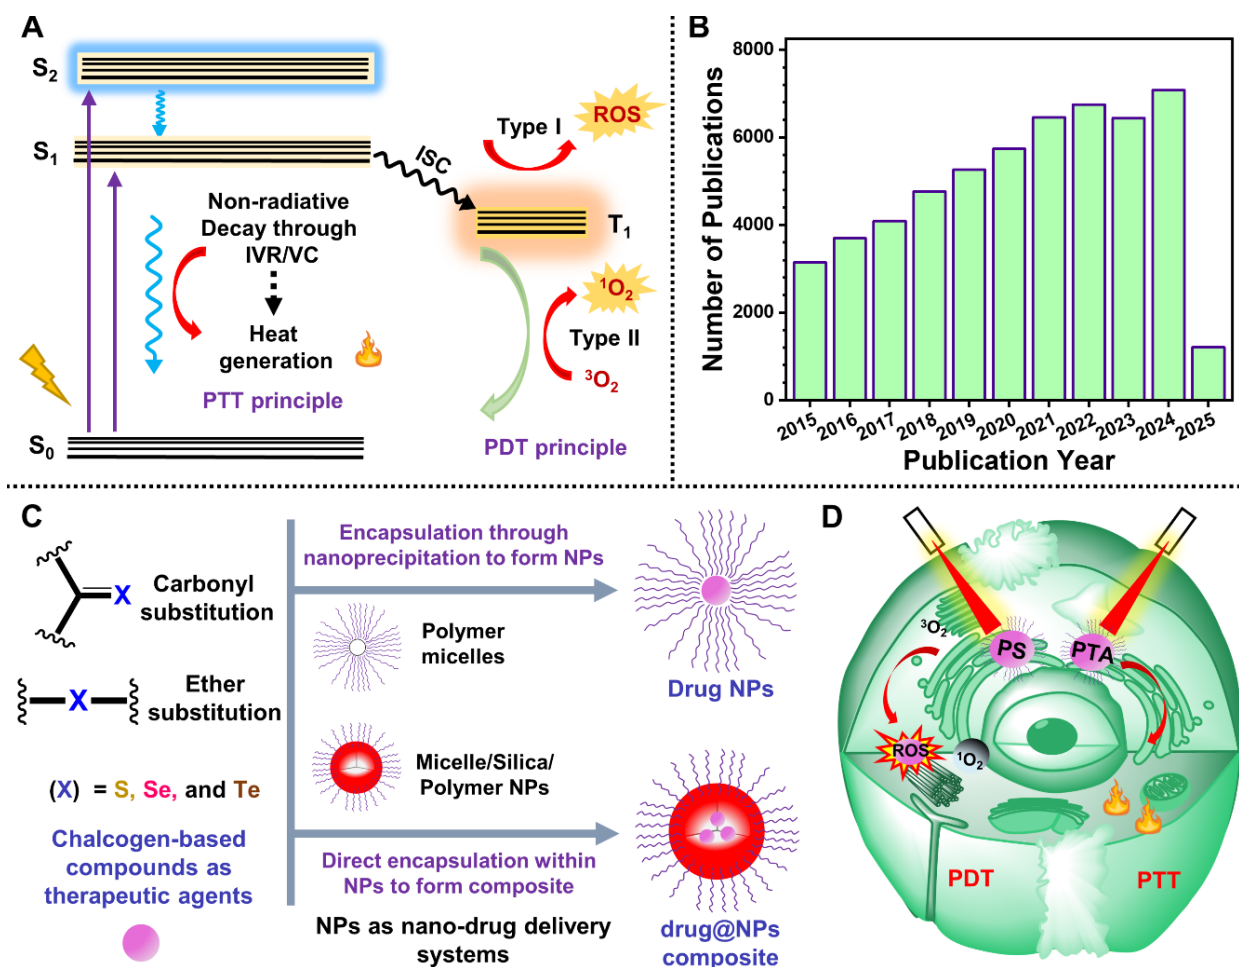 A
S2
S1
S0
Non-radiative
Decay through
IVR/VC
Heat
generation
PTT principle
ISC
Type I
ROS
T1
1O2
Type II
3O2
PDT principle
B
Number of Publications
8000
6000
4000
2000
0
2015
2016
2017
2018
2019
2020
2021
2022
2023
2024
2025
Publication Year
C
X
Carbonyl
substitution
X
Ether
substitution
(X) = S, Se, and Te
Chalcogen-based
compounds as
therapeutic agents
Encapsulation through
nanoprecipitation to form NPs
Polymer
micelles
Drug NPs
Micelle/Silica/
Polymer NPs
Direct encapsulation within
NPs to form composite
NPs as nano-drug delivery
systems
drug@NPs
composite
D
3O2
PS
PTA
ROS
1O2
PDT
PTT